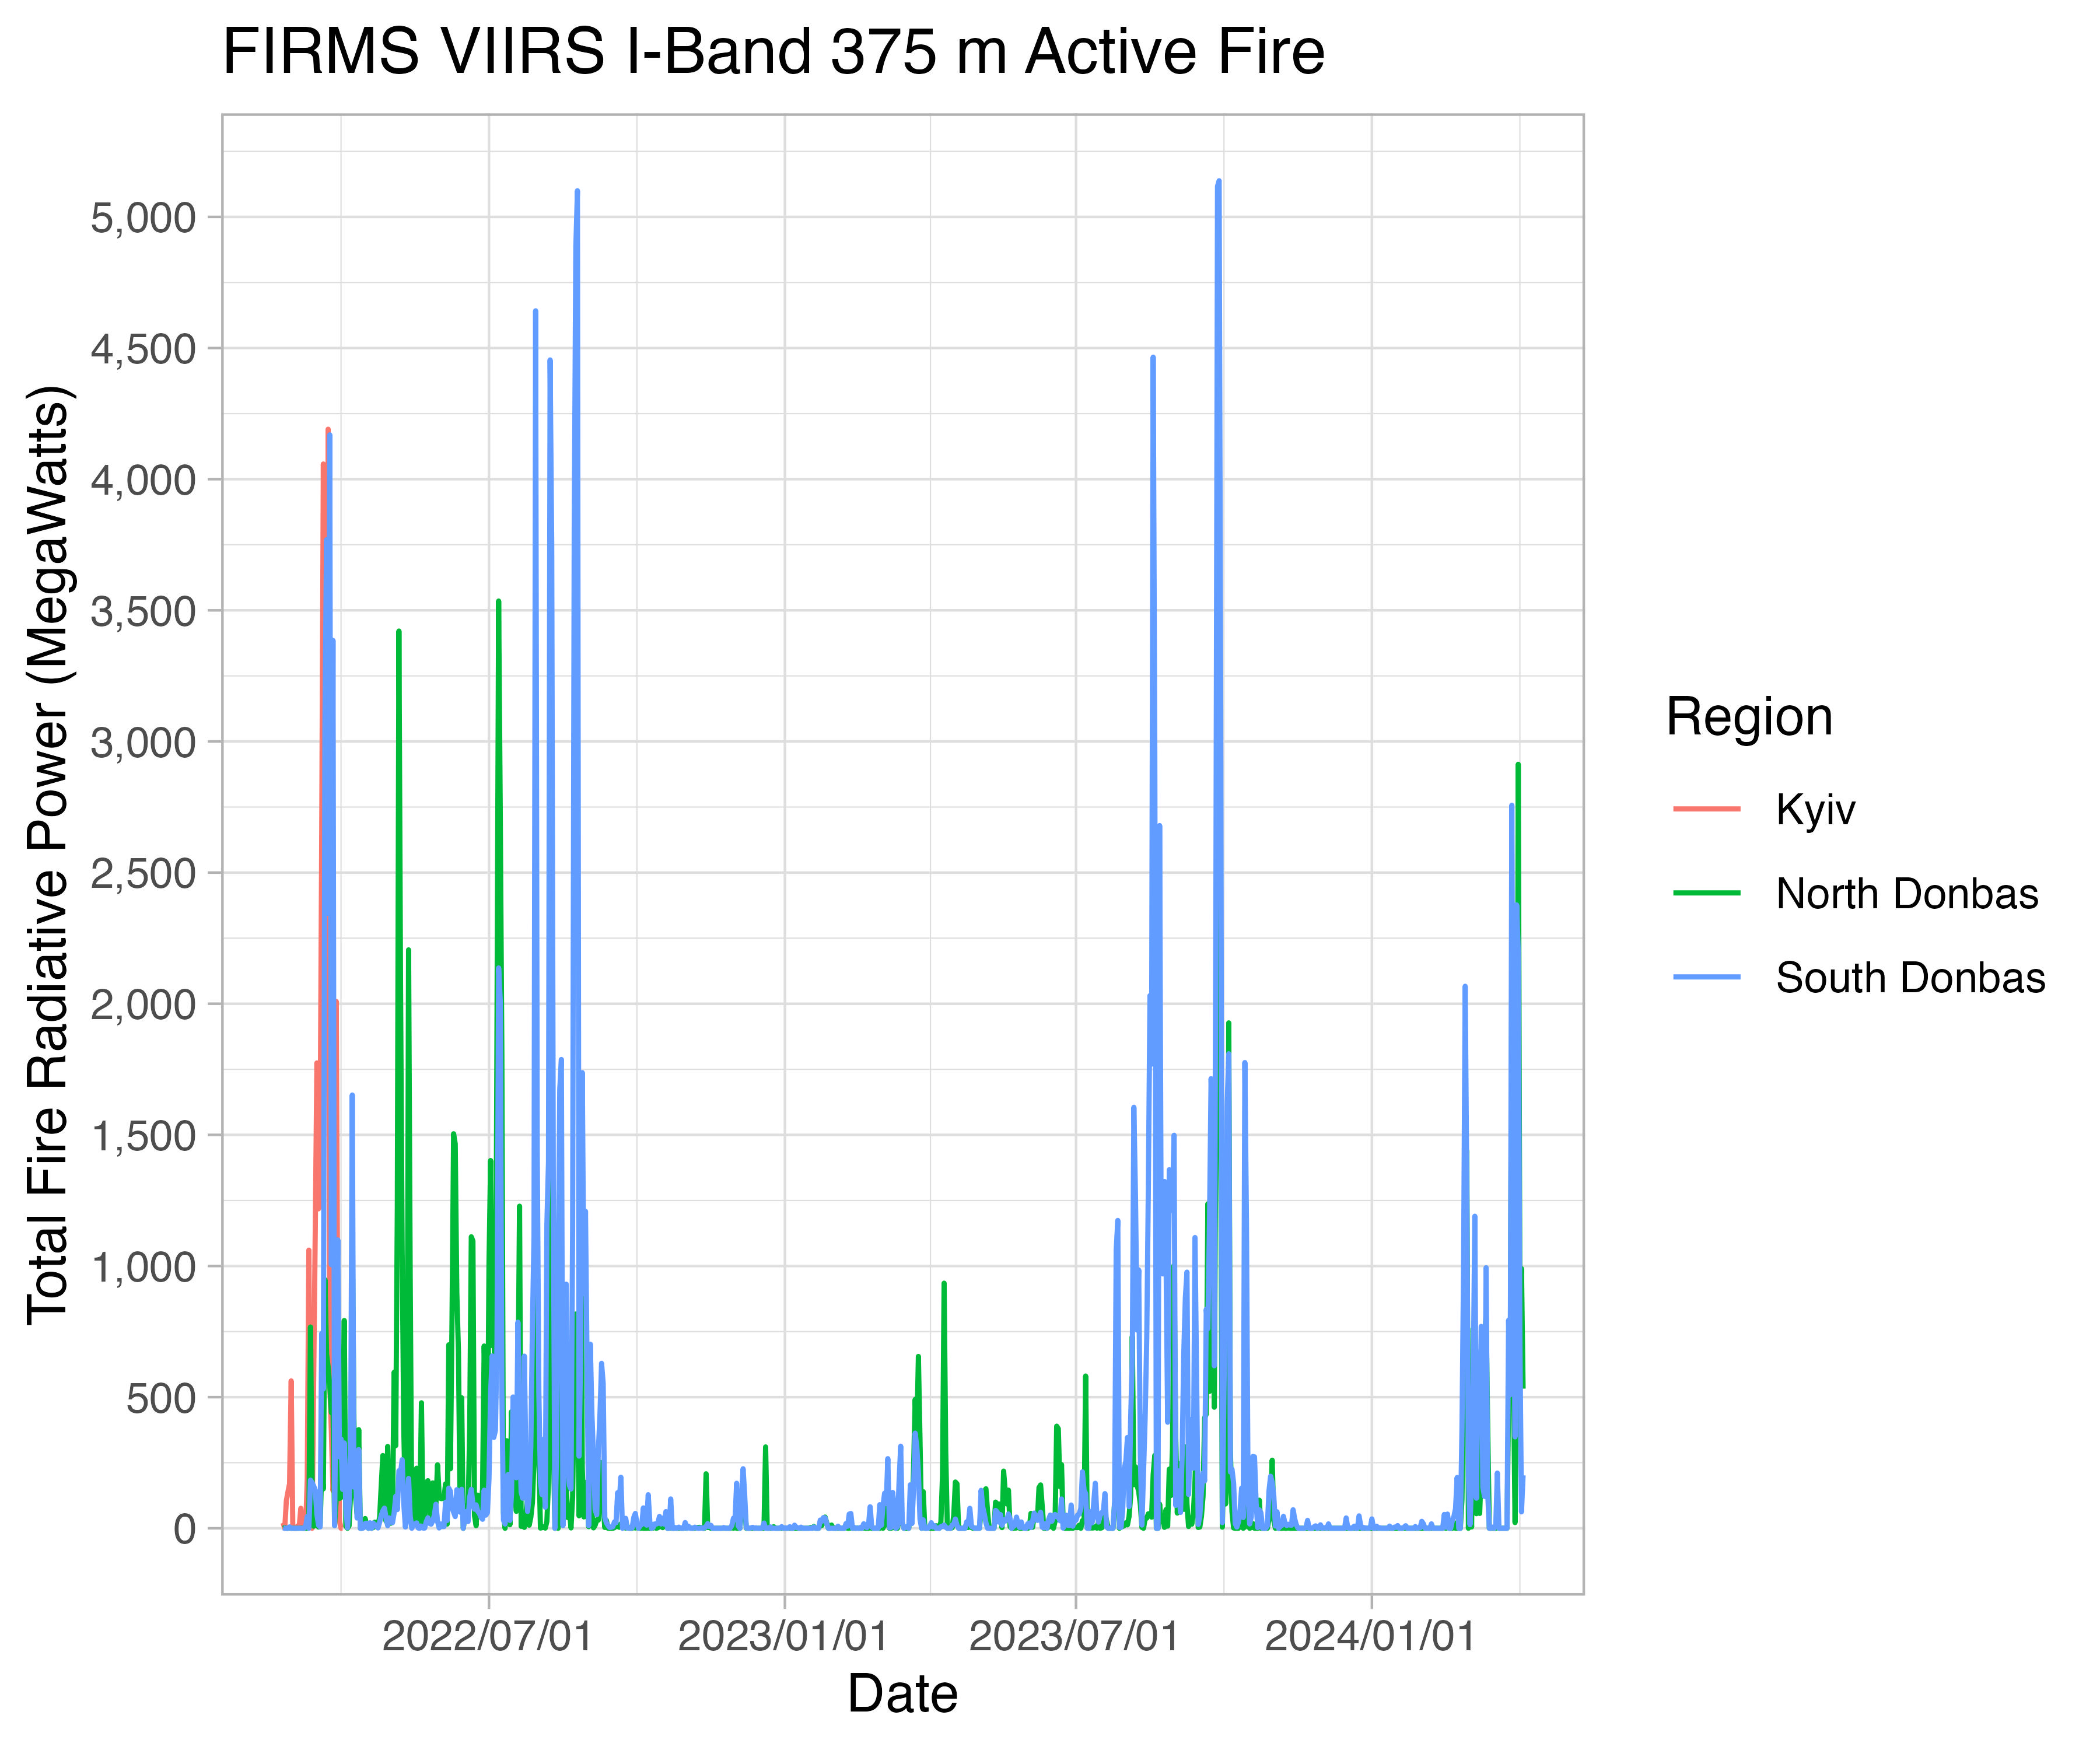 FIRMS VIIRS I-Band 375 m Active Fire
Total Fire Radiative Power (MegaWatts)
5,000
4,500
4,000
3,500
3,000
2,500
2,000
1,500
1,000
500
0
2022/07/01
2023/01/01
2023/07/01
2024/01/01
Date
Region
Kyiv
North Donbas
South Donbas